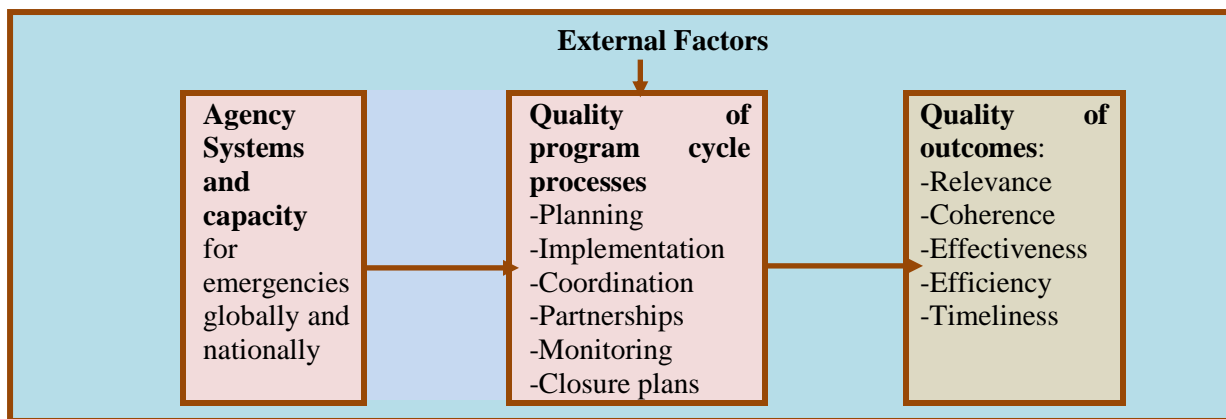 External Factors
Agency
Systems
and
capacity
for
emergencies
globally and
nationally
Quality of
program cycle
processes
-Planning
-Implementation
-Coordination
-Partnerships
-Monitoring
-Closure plans
Quality of
outcomes:
-Relevance
-Coherence
-Effectiveness
-Efficiency
-Timeliness